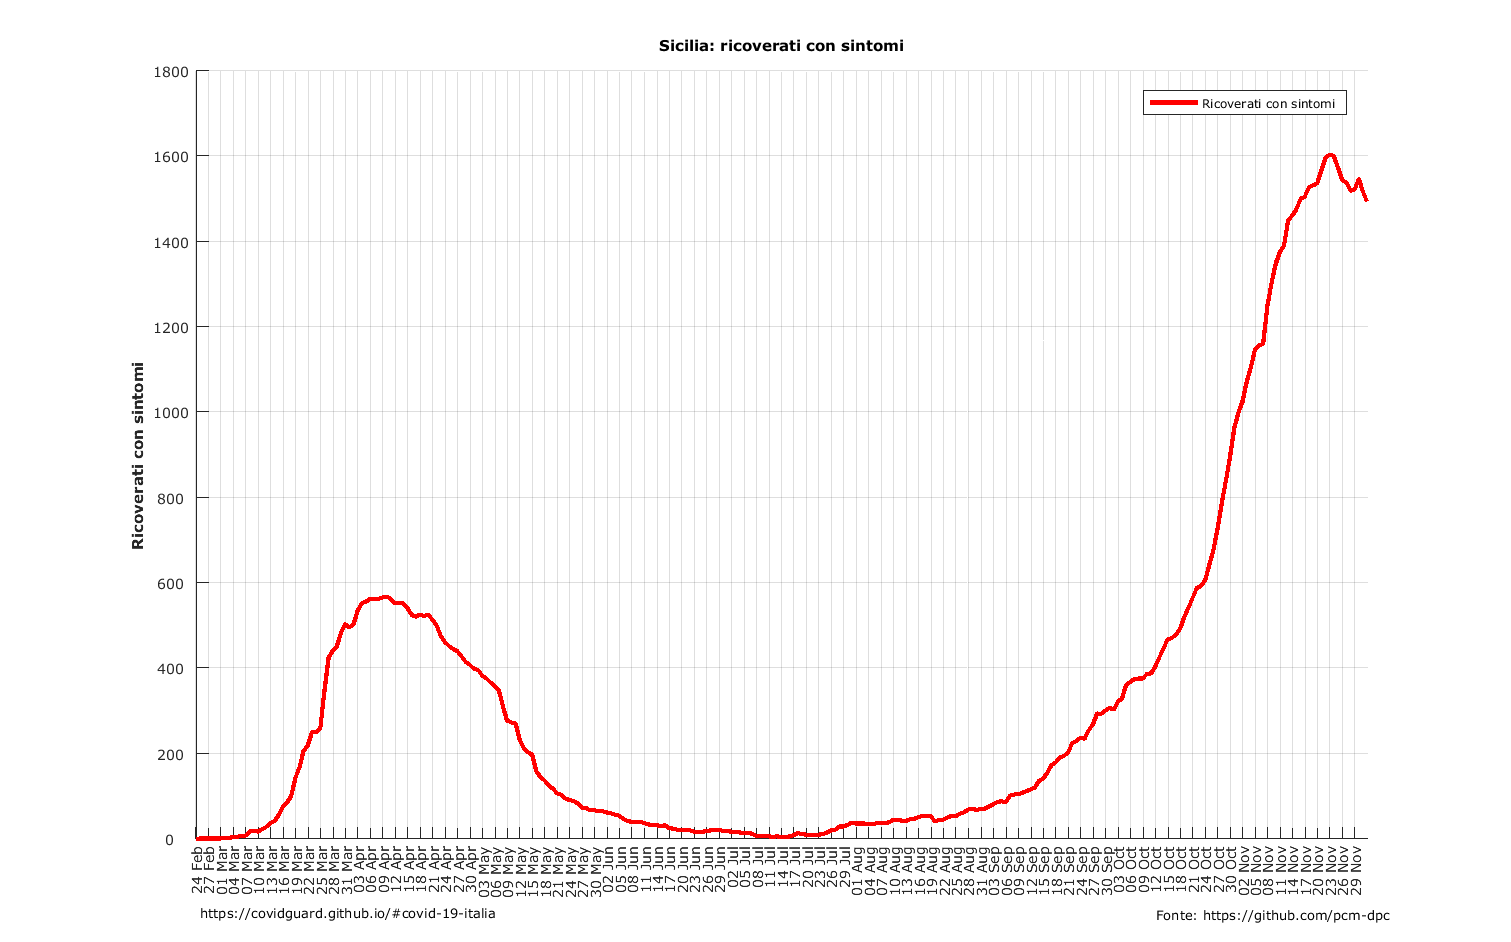 Sicilia: ricoverati con sintomi
Ricoverati con sintomi
Ricoverati con sintomi
1800
1600
1400
1200
1000
800
600
400
200
0
24 Feb
27 Feb
01 Mar
04 Mar
07 Mar
10 Mar
13 Mar
16 Mar
19 Mar
22 Mar
25 Mar
28 Mar
31 Mar
03 Apr
06 Apr
09 Apr
12 Apr
15 Apr
18 Apr
21 Apr
24 Apr
27 Apr
30 Apr
03 May
06 May
09 May
12 May
15 May
18 May
21 May
24 May
27 May
30 May
02 Jun
05 Jun
08 Jun
11 Jun
14 Jun
17 Jun
20 Jun
23 Jun
26 Jun
29 Jun
02 Jul
05 Jul
08 Jul
11 Jul
14 Jul
17 Jul
20 Jul
23 Jul
26 Jul
29 Jul
01 Aug
04 Aug
07 Aug
10 Aug
13 Aug
16 Aug
19 Aug
22 Aug
25 Aug
28 Aug
31 Aug
03 Sep
06 Sep
09 Sep
12 Sep
15 Sep
18 Sep
21 Sep
24 Sep
27 Sep
30 Sep
03 Oct
06 Oct
09 Oct
12 Oct
15 Oct
18 Oct
21 Oct
24 Oct
27 Oct
30 Oct
02 Nov
05 Nov
08 Nov
11 Nov
14 Nov
17 Nov
20 Nov
23 Nov
26 Nov
29 Nov
https://covidguard.github.io/#covid-19-italia
Fonte: https://github.com/pcm-dpc